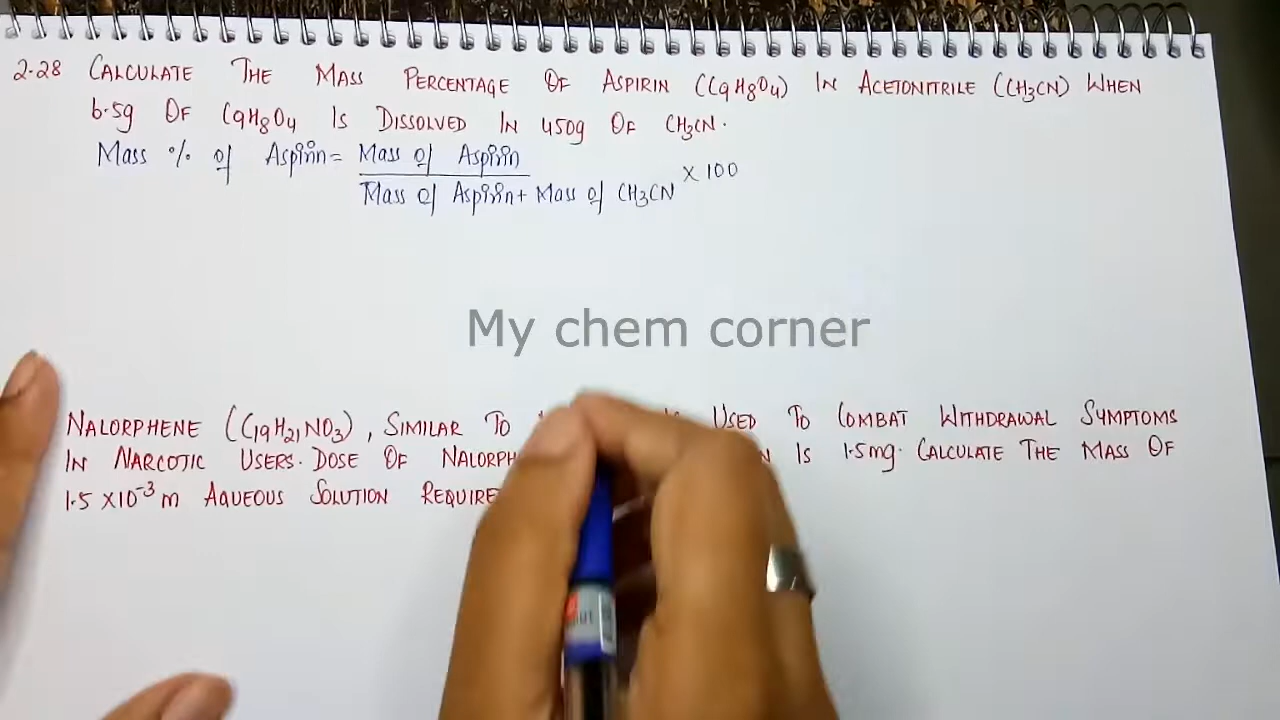 2.28 CALCULATE THE MASS PERCENTAGE OF ASPIRIN (C9H8O4) IN ACETONITRILE (CH3CN) WHEN
6.5g OF C9H8O4 IS DISSOLVED IN 450g OF CH3CN.
Mass % of Aspirin = Mass of Aspirin
Mass of Aspirin + Mass of CH3CN × 100
My chem corner
NALORPHENE (C19H21NO3), SIMILAR TO USED TO COMBAT WITHDRAWAL SYMPTOMS
IN NARCOTIC USERS. DOSE OF IS 1.5mg. CALCULATE THE MASS OF
1.5 ×10⁻³ m AQUEOUS SOLUTION